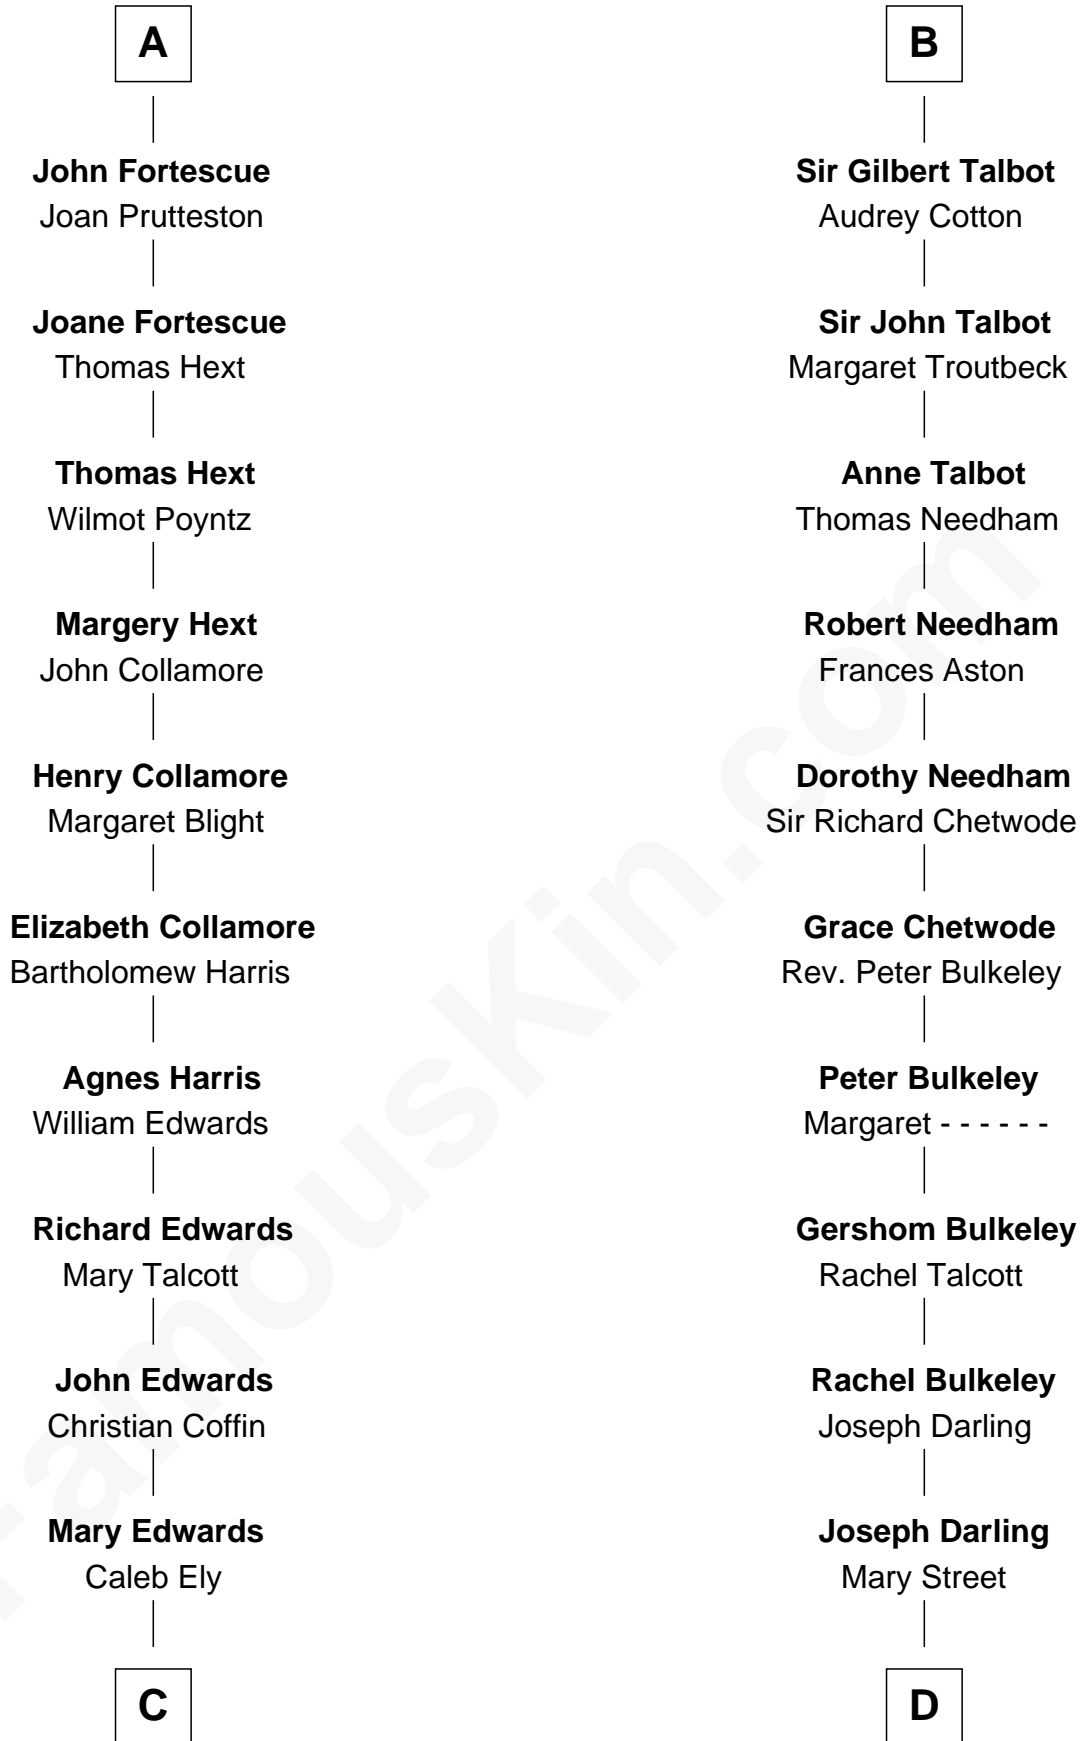 A
John Fortescue
Joan Prutteston
Joane Fortescue
Thomas Hext
Thomas Hext
Wilmot Poyntz
Margery Hext
John Collamore
Henry Collamore
Margaret Blight
Elizabeth Collamore
Bartholomew Harris
Agnes Harris
William Edwards
Richard Edwards
Mary Talcott
John Edwards
Christian Coffin
Mary Edwards
Caleb Ely
C
B
Sir Gilbert Talbot
Audrey Cotton
Sir John Talbot
Margaret Troutbeck
Anne Talbot
Thomas Needham
Robert Needham
Frances Aston
Dorothy Needham
Sir Richard Chetwode
Grace Chetwode
Rev. Peter Bulkeley
Peter Bulkeley
Margaret - - - - - -
Gershom Bulkeley
Rachel Talcott
Rachel Bulkeley
Joseph Darling
Joseph Darling
Mary Street
D
FamousKin.com